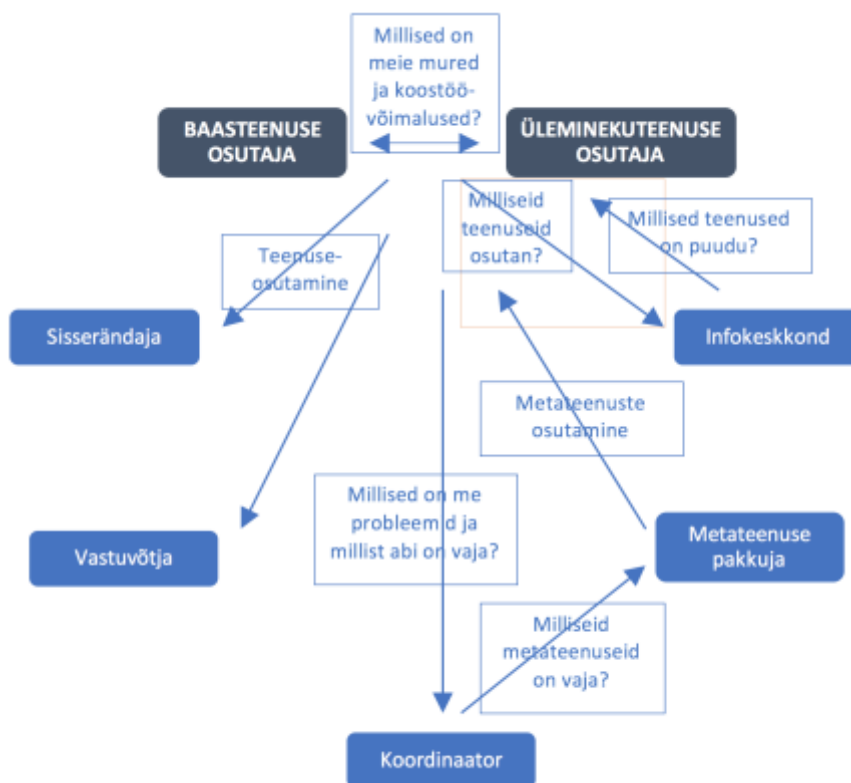 Millised on
meie mured
ja koostöö-
võimalused?
BAASTEENUSE
OSUTAJA
ÜLEMINEKUTEENUSE
OSUTAJA
Milliseid
teenuseid
osutan?
Millised teenused
on puudu?
Teenuse-
osutamine
Sisserändaja
Infokeskkond
Metateenuste
osutamine
Millised on me
probleemid ja
millist abi on vaja?
Vastuvõtja
Metateenuse
pakkuja
Milliseid
metateenuseid
on vaja?
Koordinaator